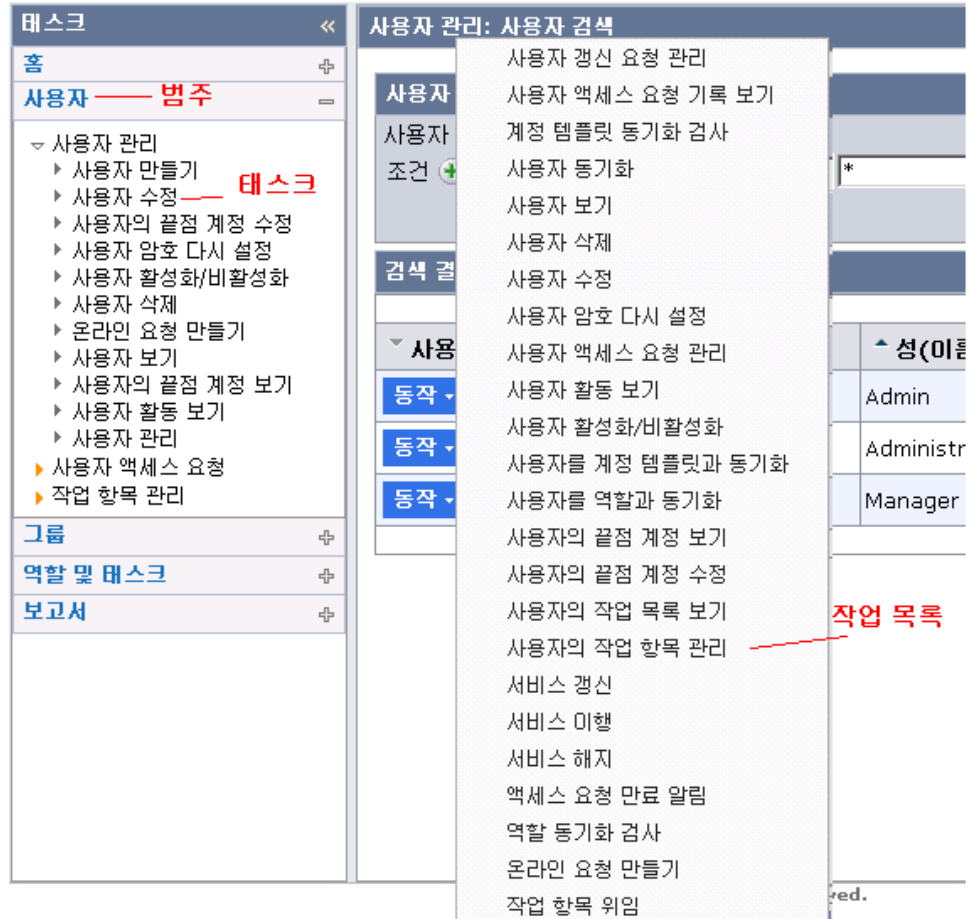 태스크 «
홈
사용자 범주
사용자 관리
사용자 만들기
사용자 수정 태스크
사용자의 끝점 계정 수정
사용자 암호 다시 설정
사용자 활성화/비활성화
사용자 삭제
온라인 요청 만들기
사용자 보기
사용자의 끝점 계정 보기
사용자 활동 보기
사용자 관리
사용자 액세스 요청
작업 항목 관리
그룹
역할 및 태스크
보고서
사용자 관리: 사용자 검색
사용자
사용자
조건 *
검색
동작
동작
동작
사용자 갱신 요청 관리
사용자 액세스 요청 기록 보기
계정 템플릿 동기화 검사
사용자 동기화
사용자 보기
사용자 삭제
사용자 수정
사용자 암호 다시 설정
사용자 액세스 요청 관리
사용자 활동 보기
사용자 활성화/비활성화
사용자를 계정 템플릿과 동기화
사용자를 역할과 동기화
사용자의 끝점 계정 보기
사용자의 끝점 계정 수정
사용자의 작업 목록 보기
사용자의 작업 항목 관리
서비스 갱신
서비스 이행
서비스 해지
액세스 요청 만료 알림
역할 동기화 검사
온라인 요청 만들기
작업 항목 위임
Admin
Administr
Manager
작업 목록